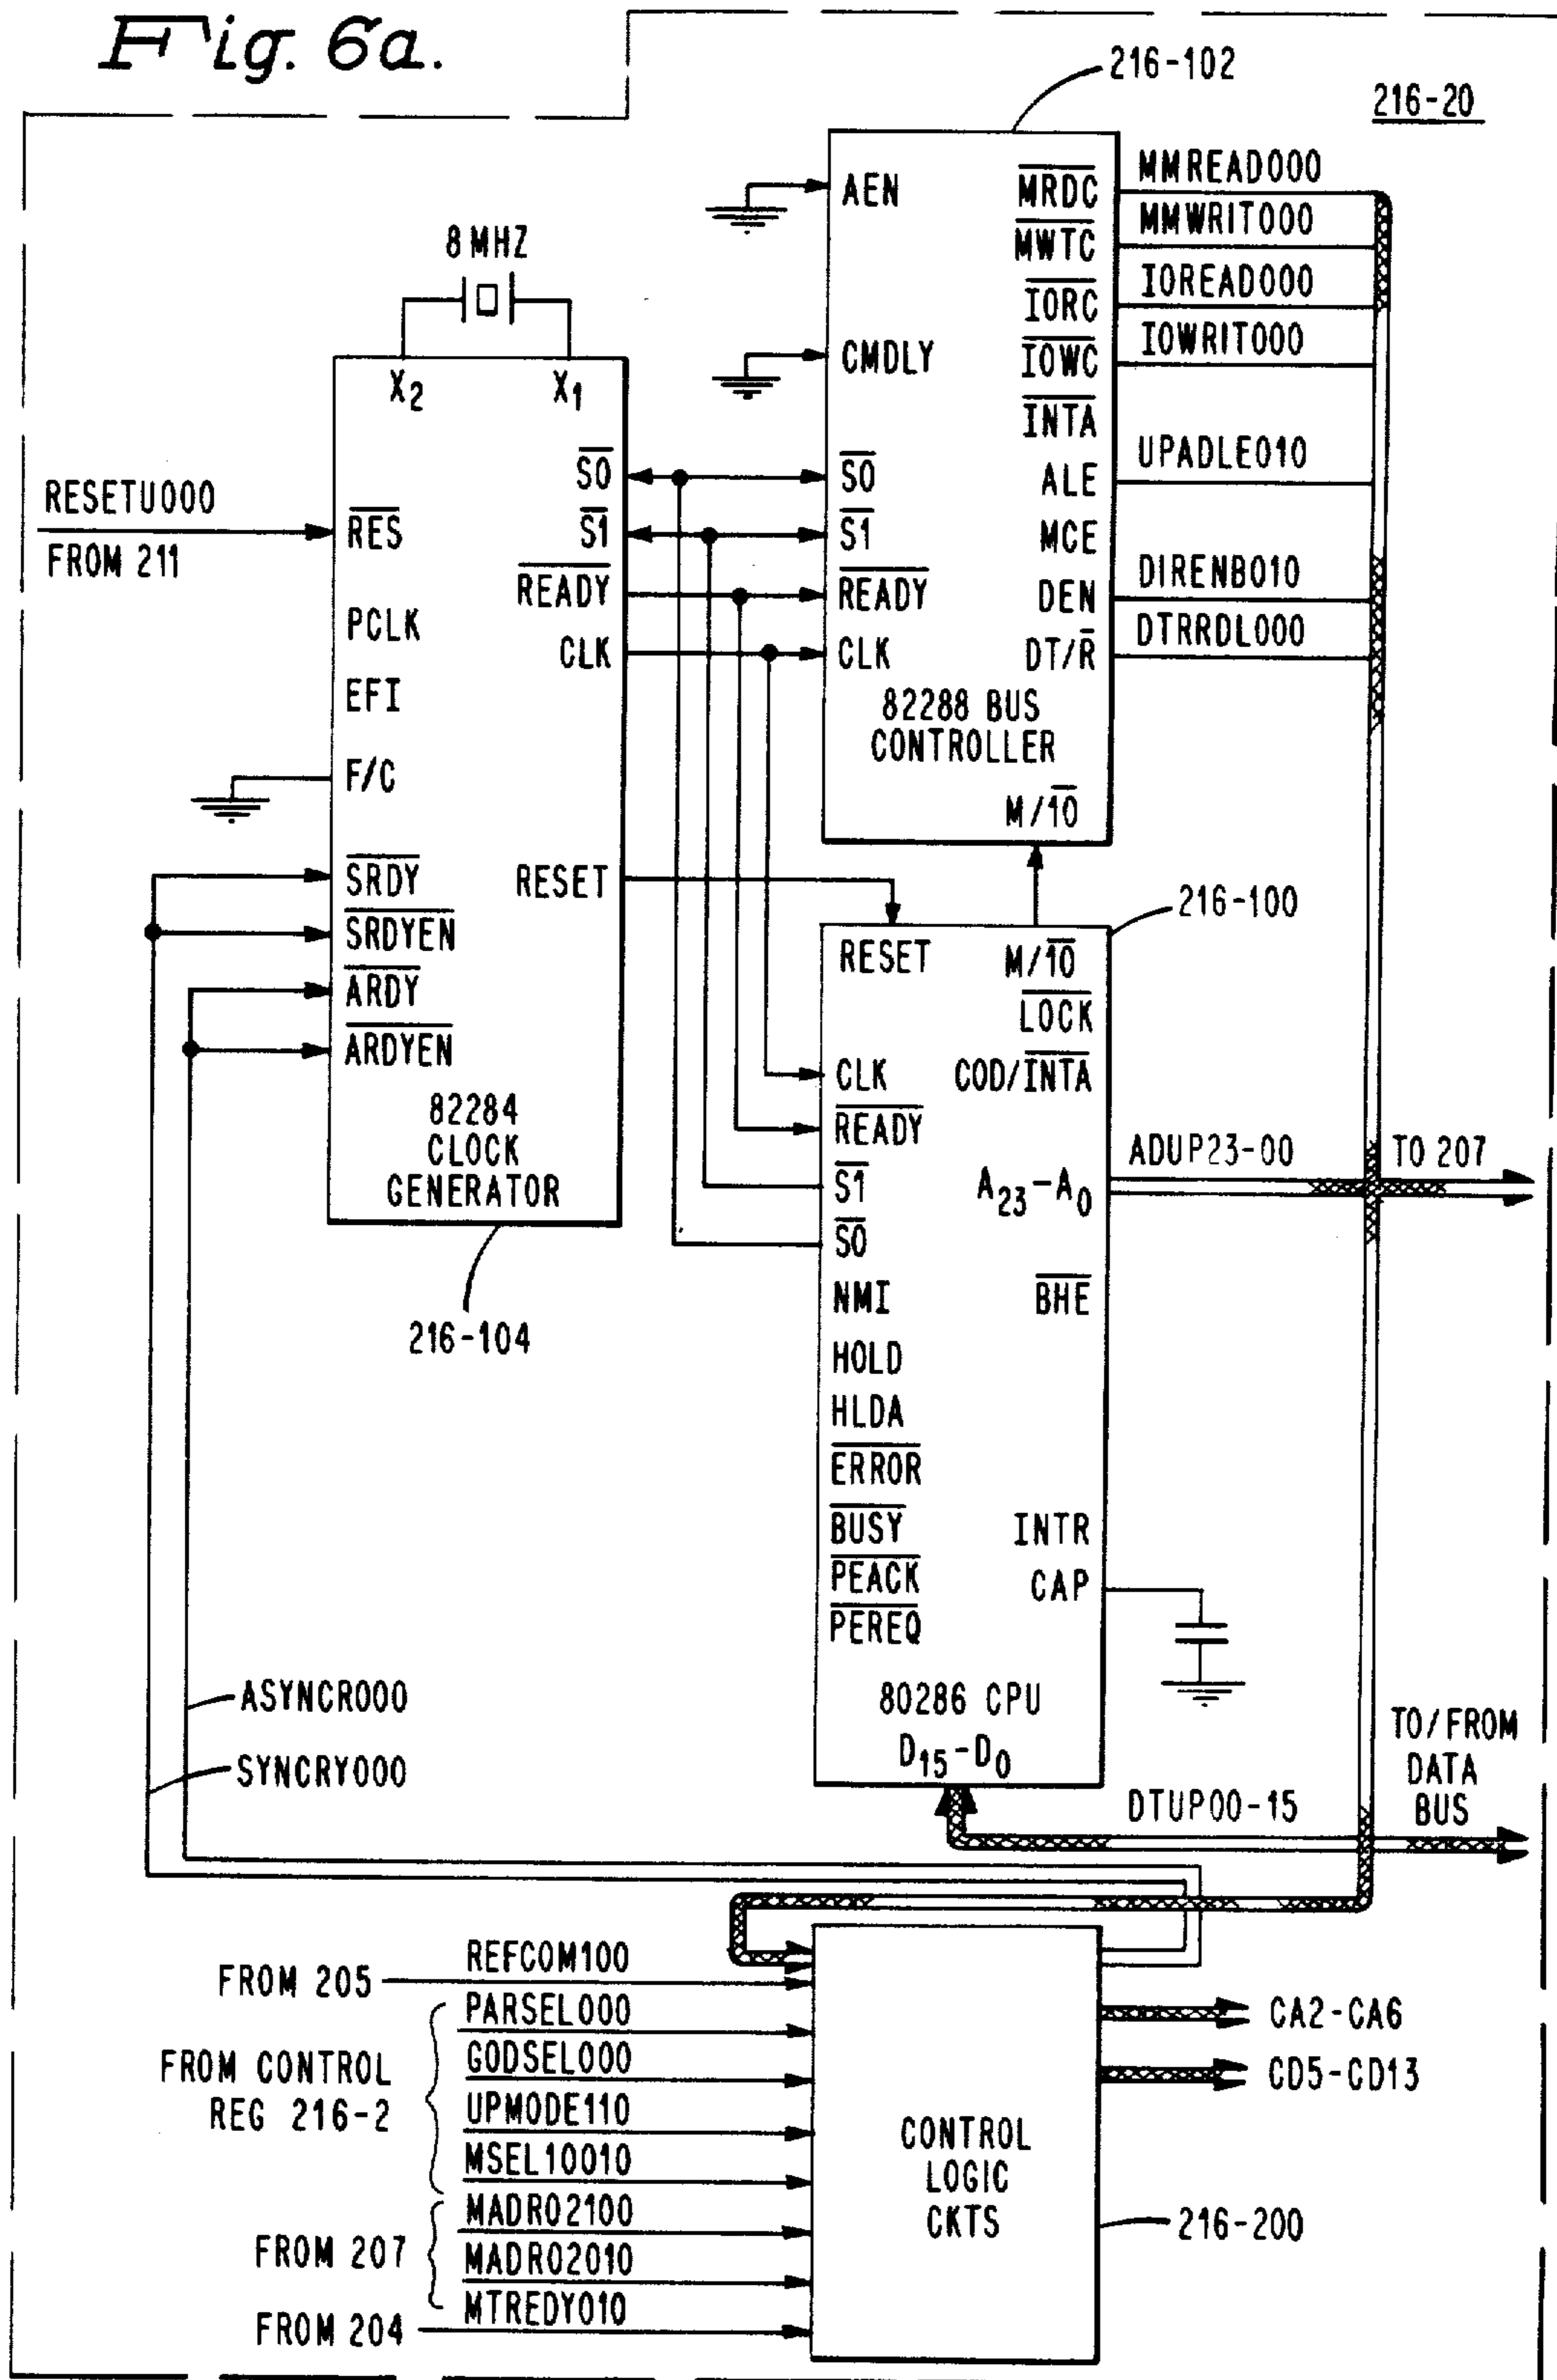 Fig. 6a.
216-102
216-20
8 MHZ
X2 X1
RESETU000
FROM 211
RES
PCLK
EFI
F/C
SRDY
SRDYEN
ARDY
ARDYEN
S0
S1
READY
CLK
RESET
82284
CLOCK
GENERATOR
216-104
AEN
CMDLY
S0
S1
READY
CLK
MRDC
MWTC
IORC
IOWC
INTA
ALE
MCE
DEN
DT/R
82288 BUS
CONTROLLER
M/IO
MMREAD000
MMWRIT000
IOREAD000
IOWRIT000
UPADLE010
DIRENB010
DTRRDL000
216-100
RESET
CLK
READY
S1
S0
NMI
HOLD
HLDA
ERROR
BUSY
PEACK
PEREQ
M/IO
LOCK
COD/INTA
A23-A0
BHE
INTR
CAP
80286 CPU
D15-D0
ADUP23-00
TO 207
TO/FROM
DATA
BUS
DTUP00-15
ASYNCR000
SYNCRY000
FROM 205
REFCOM100
FROM CONTROL
REG 216-2
PARSEL000
GODSEL000
UPMODE110
MSEL10010
FROM 207
MADR02100
MADR02010
FROM 204
MTREDY010
CONTROL
LOGIC
CKTS
CA2-CA6
CD5-CD13
216-200